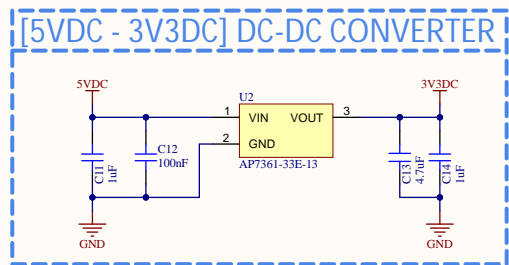 [5VDC - 3V3DC] DC-DC CONVERTER
5VDC
3V3DC
U2
1
VIN
VOUT
3
2
GND
AP7361-33E-13
C11
1uF
C12
100nF
C13
4.7uF
C14
1uF
GND
GND